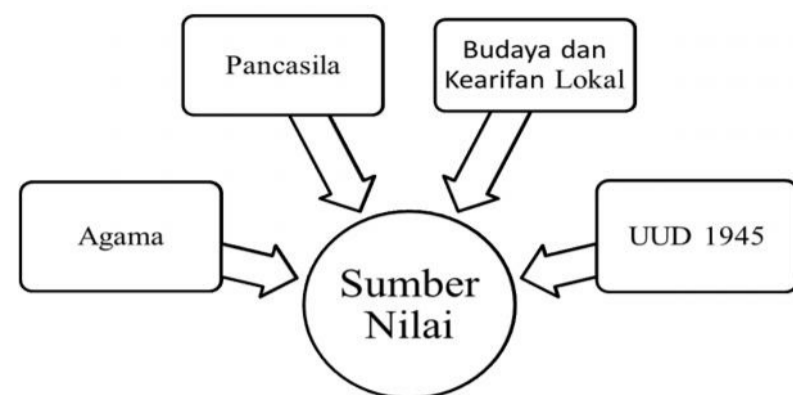 Pancasila
Budaya dan
Kearifan Lokal
Agama
UUD 1945
Sumber
Nilai